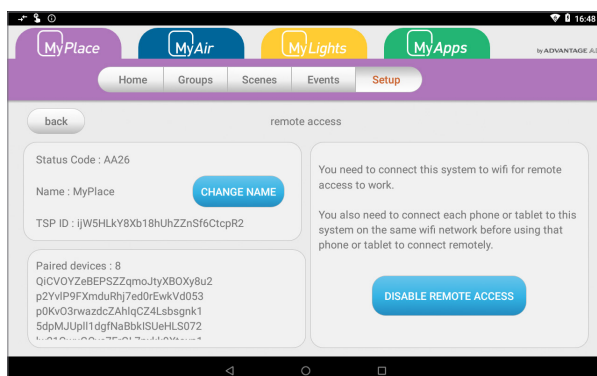 16:48
MyPlace
MyAir
MyLights
MyApps
by ADVANTAGE
Home
Groups
Scenes
Events
Setup
back
remote access
Status Code : AA26
Name : MyPlace
CHANGE NAME
TSP ID : ijW5HLkY8Xb18hUhZZnSf6CtcpR2
Paired devices : 8
QiCVOYZeBEPSZZqmoJtyXBOXy8u2
p2YvlP9FXmduRhj7ed0rEwkVd053
p0KvO3rwazdcZAhlqCZ4Lsbsgnk1
5dpMJUpll1dgfNaBbkISUeHLS072
You need to connect this system to wifi for remote
access to work.
You also need to connect each phone or tablet to this
system on the same wifi network before using that
phone or tablet to connect remotely.
DISABLE REMOTE ACCESS